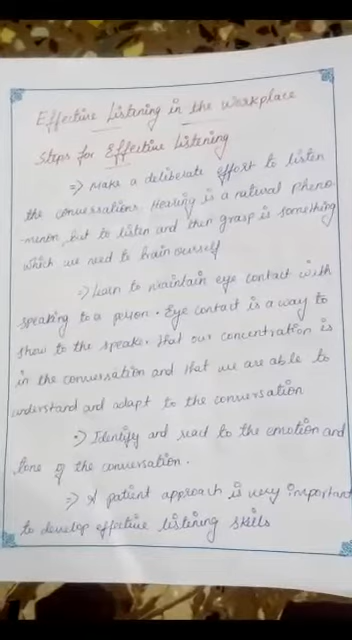 Effective Listening in the workplace
Steps for Effective Listening
=> Make a deliberate effort to listen
the conversations. Hearing is a natural pheno
-menon, but to listen and then grasp is something
which we need to train ourself
=> Learn to maintain eye contact with
speaking to a person. Eye contact is a way to
show to the speaker that our concentration is
in the conversation and that we are able to
understand and adapt to the conversation
=> Identify and react to the emotion and
tone of the conversation.
=> A patient approach is very important
to develop effective listening skills